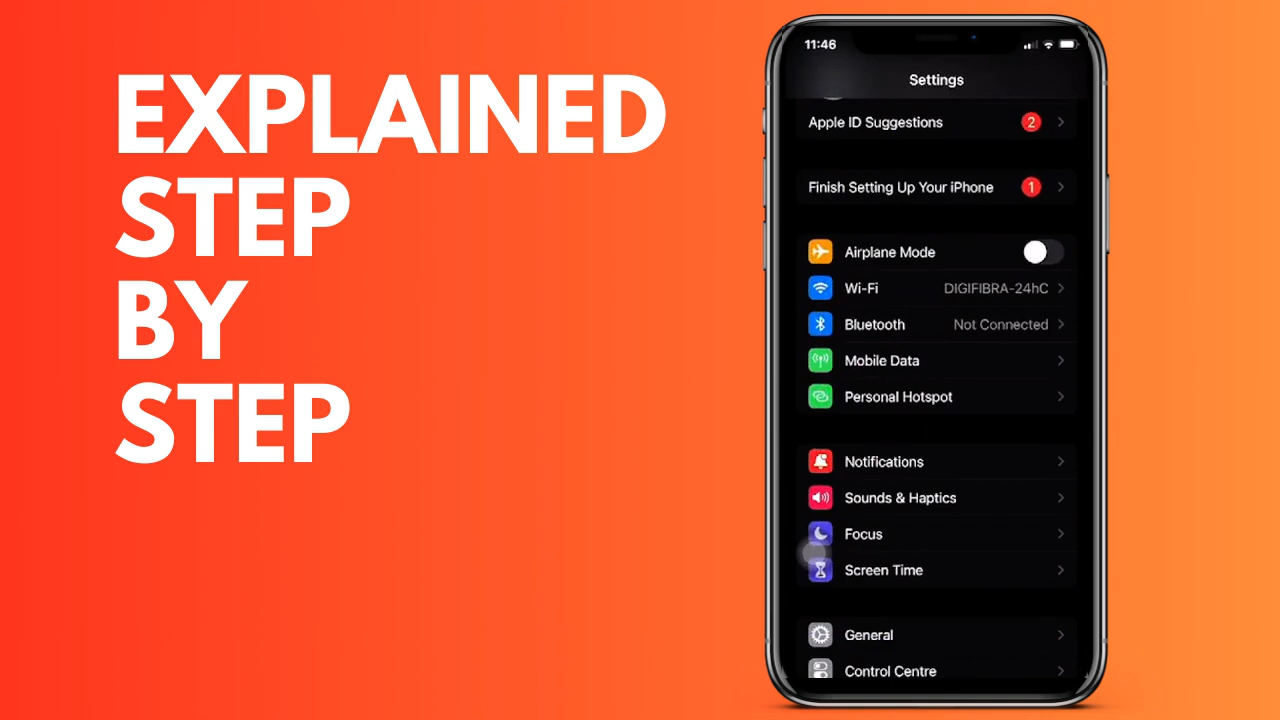 EXPLAINED
STEP
BY
STEP
11:46
Settings
Apple ID Suggestions 2
Finish Setting Up Your iPhone 1
Airplane Mode
Wi-Fi DIGIFIBRA-24hC
Bluetooth Not Connected
Mobile Data
Personal Hotspot
Notifications
Sounds & Haptics
Focus
Screen Time
General
Control Centre